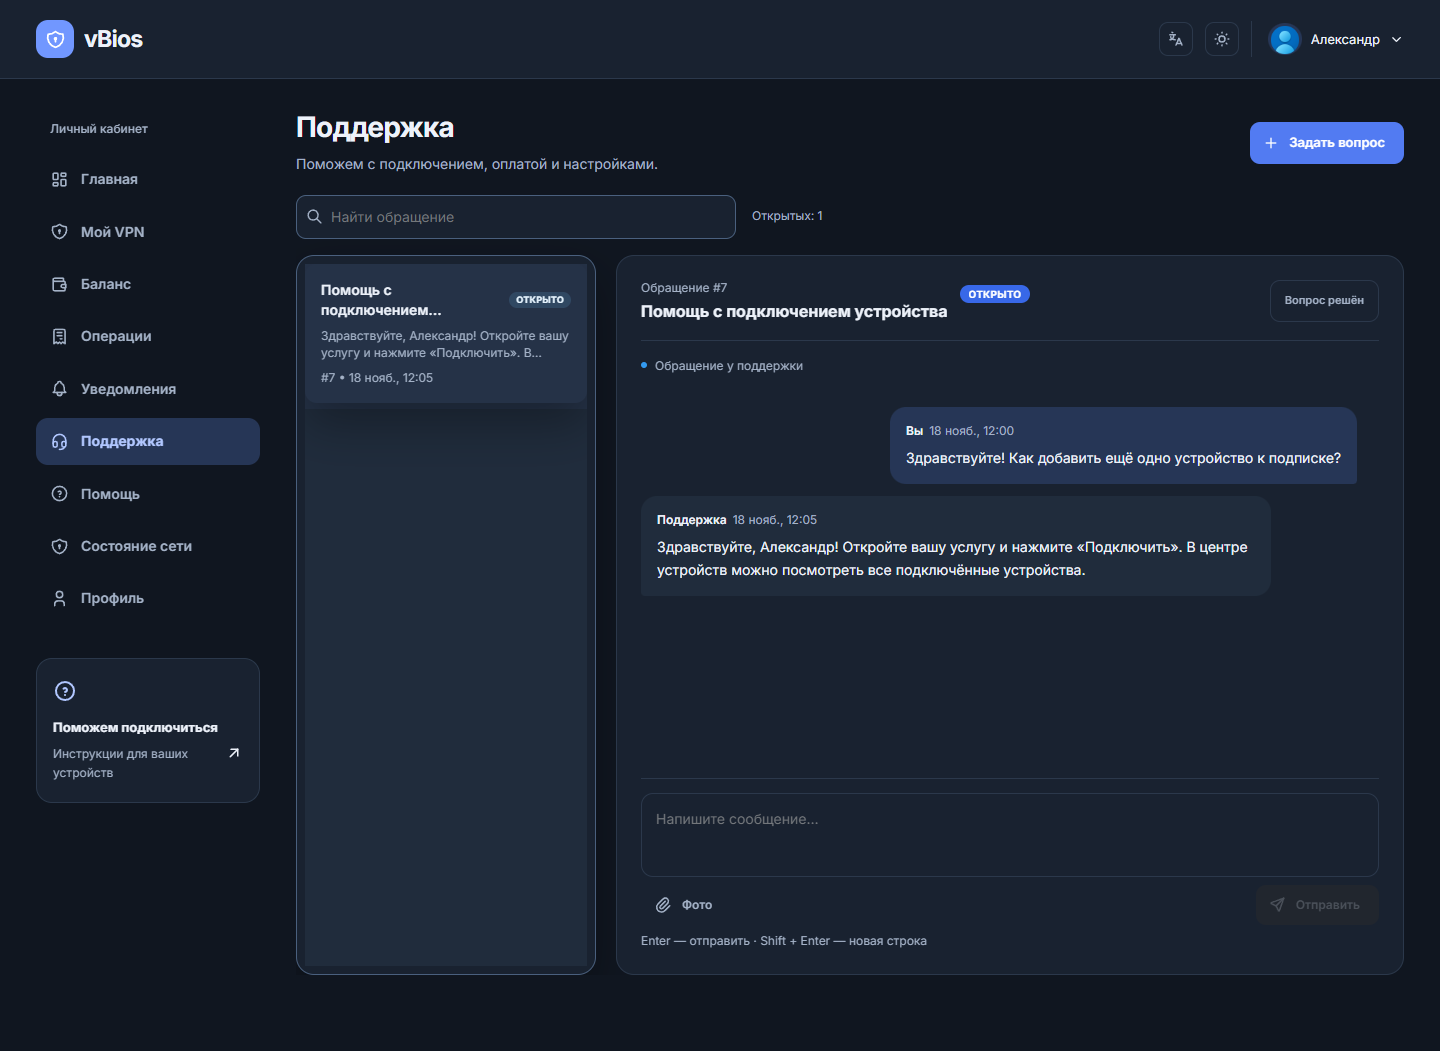 vBios
Александр
Личный кабинет
Главная
Мой VPN
Баланс
Операции
Уведомления
Поддержка
Помощь
Состояние сети
Профиль
Поможем подключиться
Инструкции для ваших
устройств
Поддержка
Поможем с подключением, оплатой и настройками.
Задать вопрос
Найти обращение
Открытых: 1
Помощь с
подключением...
ОТКРЫТО
Здравствуйте, Александр! Откройте вашу
услугу и нажмите «Подключить». В...
#7 • 18 нояб., 12:05
Обращение #7
Помощь с подключением устройства
ОТКРЫТО
Вопрос решён
Обращение у поддержки
Вы 18 нояб., 12:00
Здравствуйте! Как добавить ещё одно устройство к подписке?
Поддержка 18 нояб., 12:05
Здравствуйте, Александр! Откройте вашу услугу и нажмите «Подключить». В центре
устройств можно посмотреть все подключённые устройства.
Напишите сообщение...
Фото
Отправить
Enter — отправить · Shift + Enter — новая строка